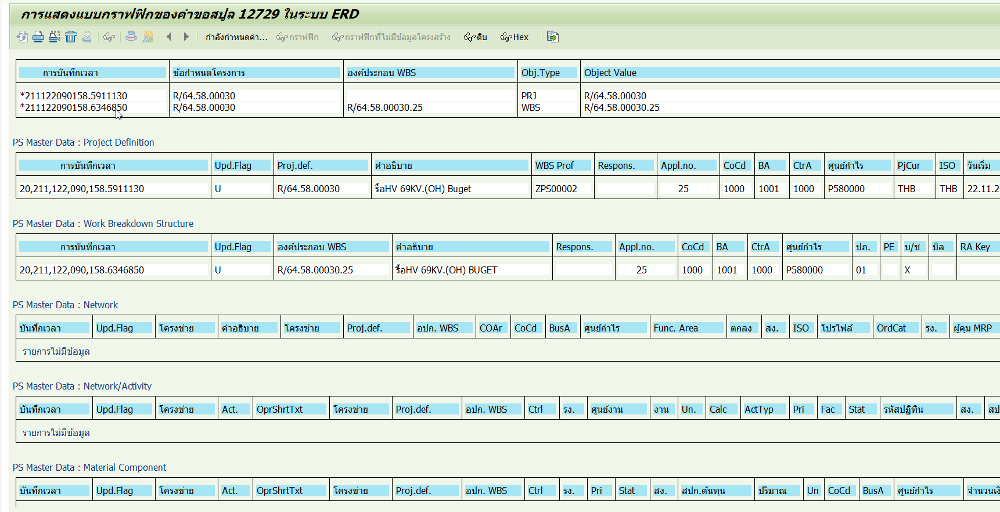 การแสดงแบบกราฟฟิกของคำขอสปูล 12729 ในระบบ ERD
กำลังกำหนดค่า... กราฟฟิก กราฟฟิกที่ไม่มีข้อมูลโครงสร้าง ดิบ Hex
การบันทึกเวลา ข้อกำหนดโครงการ องค์ประกอบ WBS Obj.Type Object Value
*211122090158.5911130 R/64.58.00030 PRJ R/64.58.00030
*211122090158.6346850 R/64.58.00030 R/64.58.00030.25 WBS R/64.58.00030.25
PS Master Data : Project Definition
การบันทึกเวลา Upd.Flag Proj.def. คำอธิบาย WBS Prof Respons. Appl.no. CoCd BA CtrA ศูนย์กำไร PjCur ISO วันเริ่ม
20,211,122,090,158.5911130 U R/64.58.00030 รื้อHV 69KV.(OH) Buget ZPS00002 25 1000 1001 1000 P580000 THB THB 22.11.2
PS Master Data : Work Breakdown Structure
การบันทึกเวลา Upd.Flag องค์ประกอบ WBS คำอธิบาย Respons. Appl.no. CoCd BA CtrA ศูนย์กำไร ปภ. PE บ/ช บิล RA Key
20,211,122,090,158.6346850 U R/64.58.00030.25 รื้อHV 69KV.(OH) BUGET 25 1000 1001 1000 P580000 01 X
PS Master Data : Network
บันทึกเวลา Upd.Flag โครงข่าย คำอธิบาย โครงข่าย Proj.def. อปก. WBS COAr CoCd BusA ศูนย์กำไร Func. Area ตกลง สง. ISO โปรไฟล์ OrdCat รง. ผู้คุม MRP
รายการไม่มีข้อมูล
PS Master Data : Network/Activity
บันทึกเวลา Upd.Flag โครงข่าย Act. OprShrtTxt โครงข่าย Proj.def. อปก. WBS Ctrl รง. ศูนย์งาน งาน Un. Calc ActTyp Pri Fac Stat รหัสปฏิทิน สง. สป
รายการไม่มีข้อมูล
PS Master Data : Material Component
บันทึกเวลา Upd.Flag โครงข่าย Act. OprShrtTxt โครงข่าย Proj.def. อปก. WBS Ctrl รง. Pri Stat สง. สปก.ต้นทุน ปริมาณ Un CoCd BusA ศูนย์กำไร จำนวนเงิ